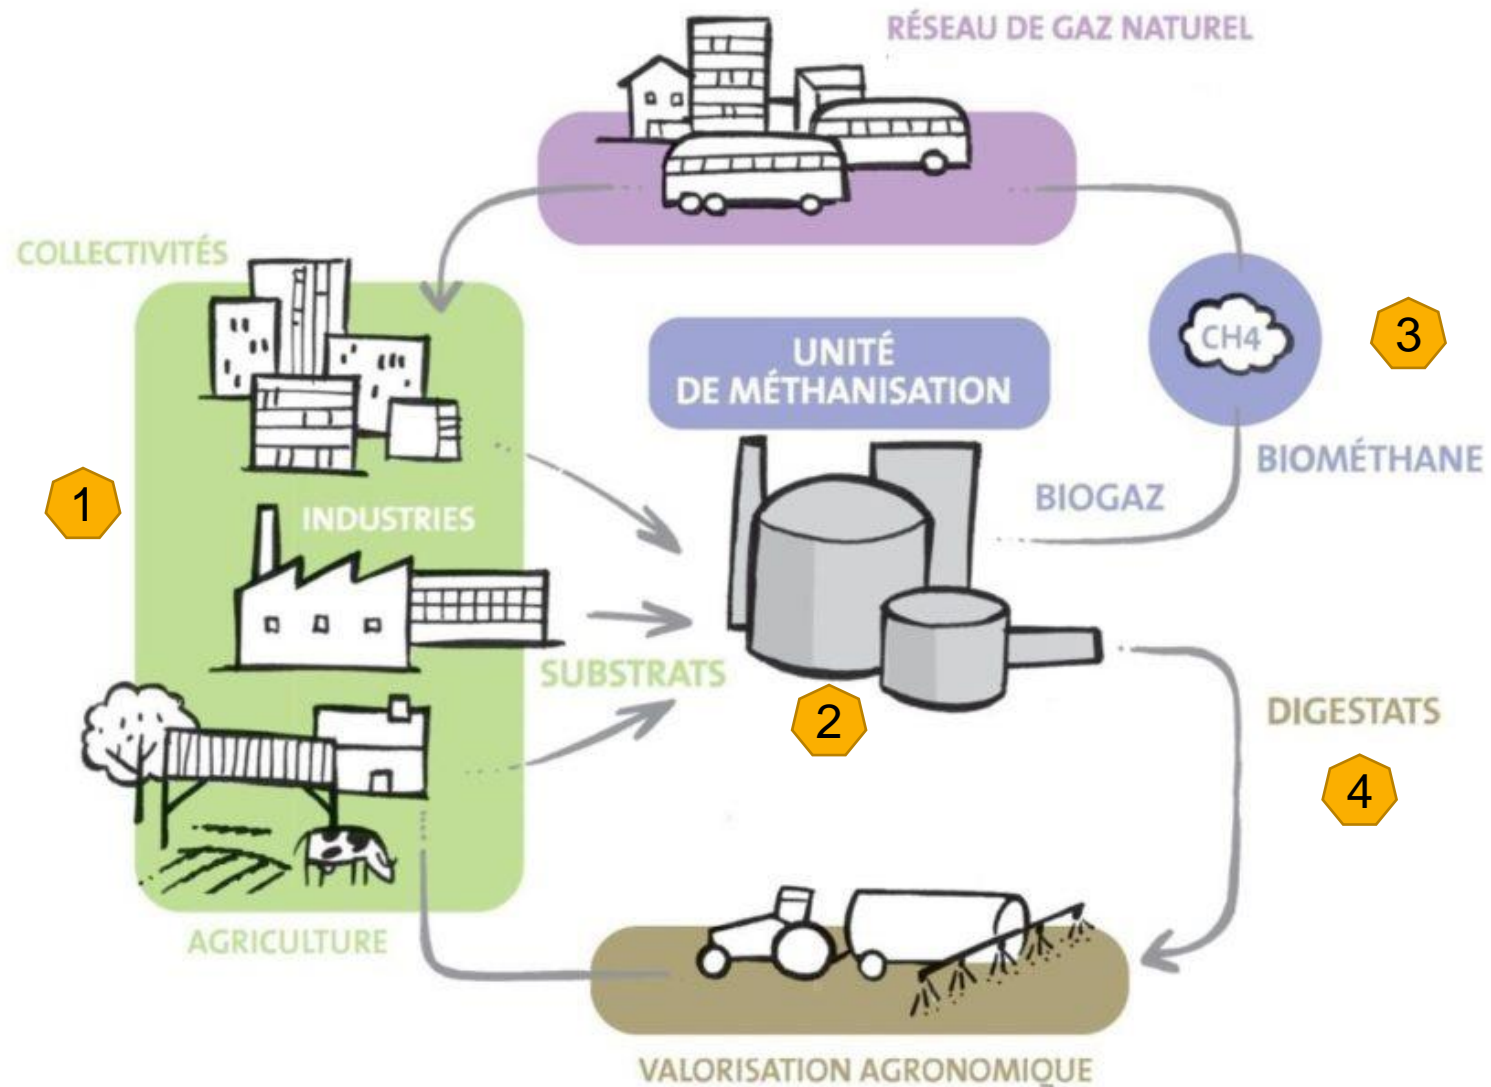 RÉSEAU DE GAZ NATUREL
COLLECTIVITÉS
UNITÉ
DE MÉTHANISATION
CH4
3
BIOMÉTHANE
BIOGAZ
1
INDUSTRIES
SUBSTRATS
2
DIGESTATS
4
AGRICULTURE
VALORISATION AGRONOMIQUE